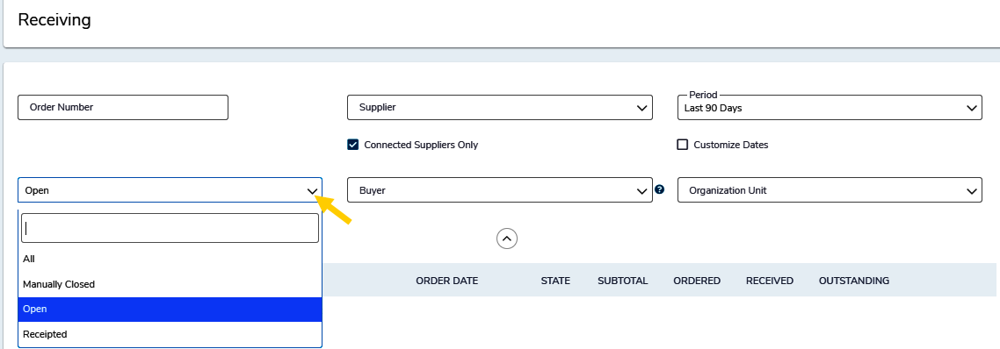 Receiving
Order Number
Supplier
Period
Last 90 Days
Connected Suppliers Only
Customize Dates
Open
Buyer
?
Organization Unit
All
Manually Closed
Open
Receipted
ORDER DATE STATE SUBTOTAL ORDERED RECEIVED OUTSTANDING